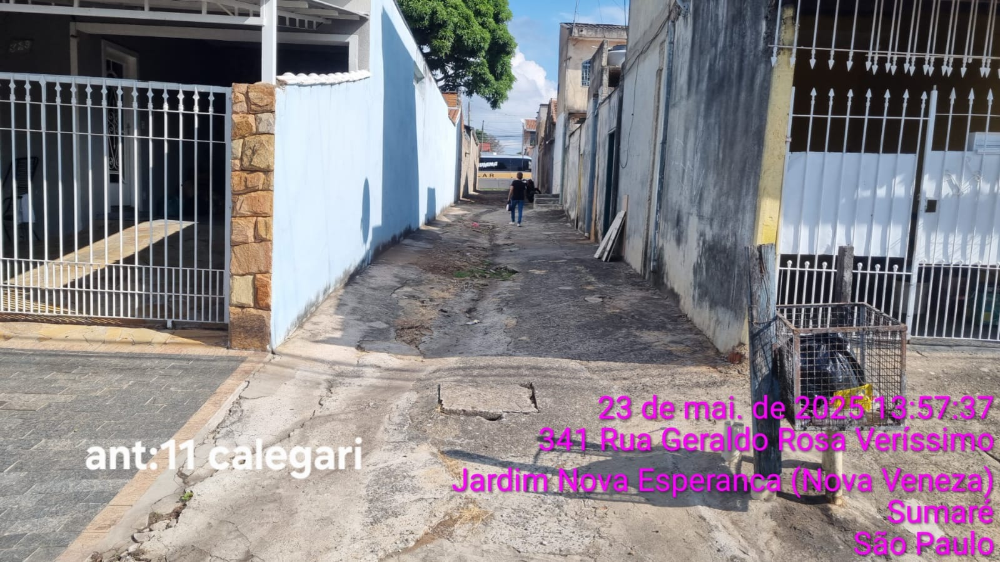 CAR
ant:11 calegari
23 de mai. de 2025 13:57:37
341 Rua Geraldo Rosa Veríssimo
Jardim Nova Esperanca (Nova Veneza)
Sumaré
São Paulo